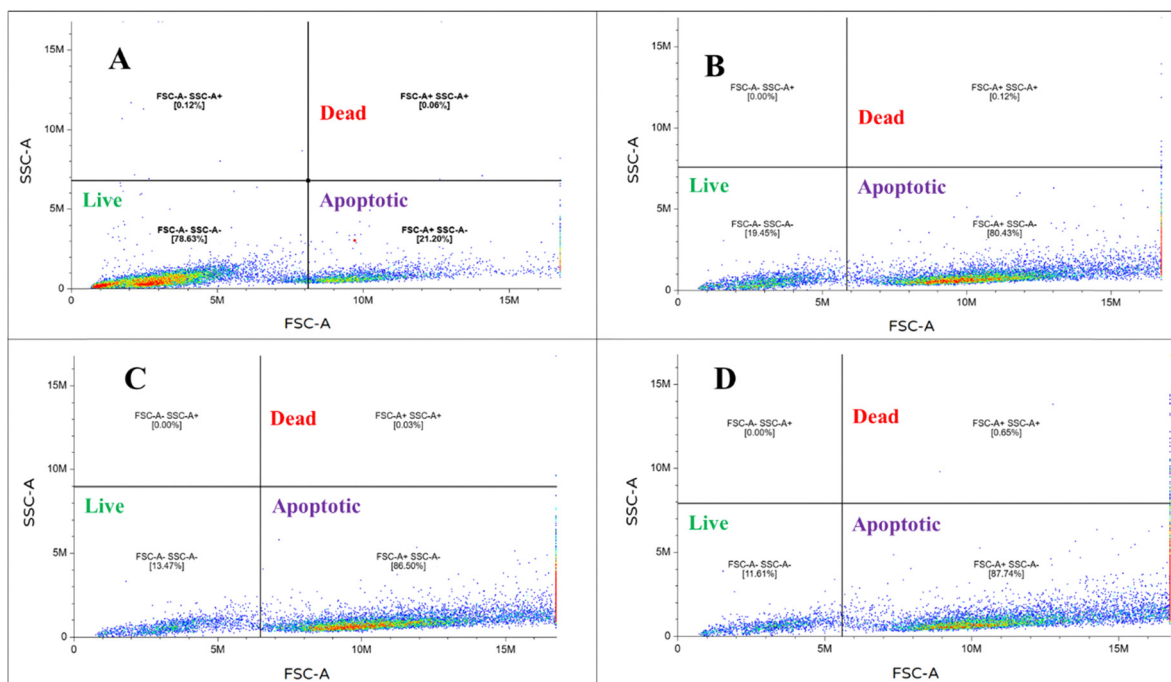 A
15M
10M
5M
0
SSC-A
FSC-A- SSC-A+
[0.12%]
Dead
FSC-A+ SSC-A+
[0.06%]
Live
FSC-A- SSC-A-
[78.63%]
Apoptotic
FSC-A+ SSC-A-
[21.20%]
0
5M
10M
15M
FSC-A
B
15M
10M
5M
0
SSC-A
FSC-A- SSC-A+
[0.00%]
Dead
FSC-A+ SSC-A+
[0.12%]
Live
FSC-A- SSC-A-
[19.45%]
Apoptotic
FSC-A+ SSC-A-
[80.43%]
0
5M
10M
15M
FSC-A
C
15M
10M
5M
0
SSC-A
FSC-A- SSC-A+
[0.00%]
Dead
FSC-A+ SSC-A+
[0.03%]
Live
FSC-A- SSC-A-
[13.47%]
Apoptotic
FSC-A+ SSC-A-
[86.50%]
0
5M
10M
15M
FSC-A
D
15M
10M
5M
0
SSC-A
FSC-A- SSC-A+
[0.00%]
Dead
FSC-A+ SSC-A+
[0.65%]
Live
FSC-A- SSC-A-
[11.61%]
Apoptotic
FSC-A+ SSC-A-
[87.74%]
0
5M
10M
15M
FSC-A